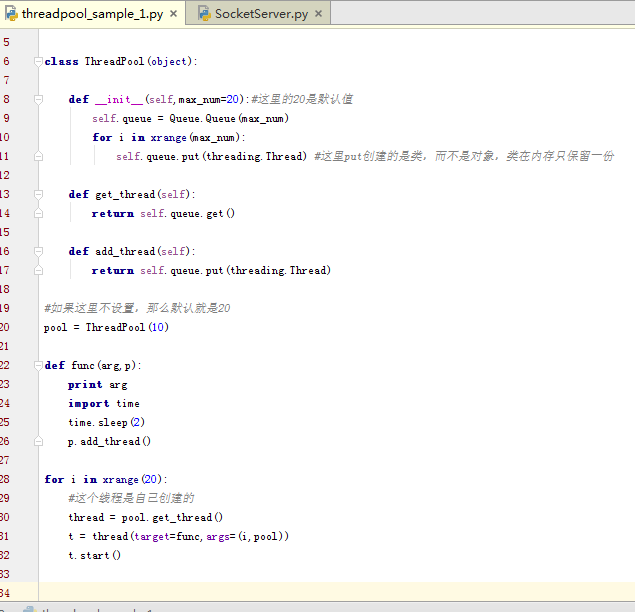 threadpool_sample_1.py × SocketServer.py ×
5
6 class ThreadPool(object):
7
8 def __init__(self,max_num=20):#这里的20是默认值
9 self.queue = Queue.Queue(max_num)
10 for i in xrange(max_num):
11 self.queue.put(threading.Thread) #这里put创建的是类，而不是对象，类在内存只保留一份
12
13 def get_thread(self):
14 return self.queue.get()
15
16 def add_thread(self):
17 return self.queue.put(threading.Thread)
18
19 #如果这里不设置，那么默认就是20
20 pool = ThreadPool(10)
21
22 def func(arg,p):
23 print arg
24 import time
25 time.sleep(2)
26 p.add_thread()
27
28 for i in xrange(20):
29 #这个线程是自己创建的
30 thread = pool.get_thread()
31 t = thread(target=func,args=(i,pool))
32 t.start()
33
34